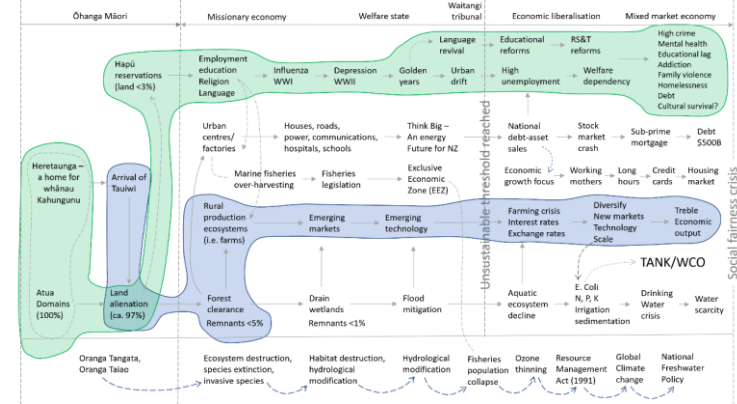 Ōhanga Māori
Missionary economy
Welfare state
Waitangi
tribunal
Economic liberalisation
Mixed market economy
Hapū
reservations
(land <3%)
Employment
education
Religion
Language
Influenza
WWI
Depression
WWII
Golden
years
Language
revival
Urban
drift
Educational
reforms
High
unemployment
RS&T
reforms
Welfare
dependency
High crime
Mental health
Educational lag
Addiction
Family violence
Homelessness
Debt
Cultural survival?
Urban
centres/
factories
Houses, roads,
power, communications,
hospitals, schools
Think Big –
An energy
Future for NZ
National
debt-asset
sales
Stock
market
crash
Sub-prime
mortgage
Debt
$500B
Marine fisheries
over-harvesting
Fisheries
legislation
Exclusive
Economic
Zone (EEZ)
Economic
growth focus
Working
mothers
Long
hours
Credit
cards
Housing
market
Heretaunga –
a home for
whānau
Kahungunu
Arrival of
Tauiwi
Rural
production
ecosystems
(i.e. farms)
Emerging
markets
Emerging
technology
Farming crisis
Interest rates
Exchange rates
Diversify
New markets
Technology
Scale
Treble
Economic
output
TANK/WCO
Atua
Domains
(100%)
Land
alienation
(ca. 97%)
Forest
clearance
Remnants <5%
Drain
wetlands
Remnants <1%
Flood
mitigation
Aquatic
ecosystem
decline
E. Coli
N, P, K
Irrigation
sedimentation
Drinking
Water
crisis
Water
scarcity
Oranga Tangata,
Oranga Taiao
Ecosystem destruction,
species extinction,
invasive species
Habitat destruction,
hydrological
modification
Hydrological
modification
Fisheries
population
collapse
Ozone
thinning
Resource
Management
Act (1991)
Global
Climate
change
National
Freshwater
Policy
Unsustainable threshold reached
Social fairness crisis